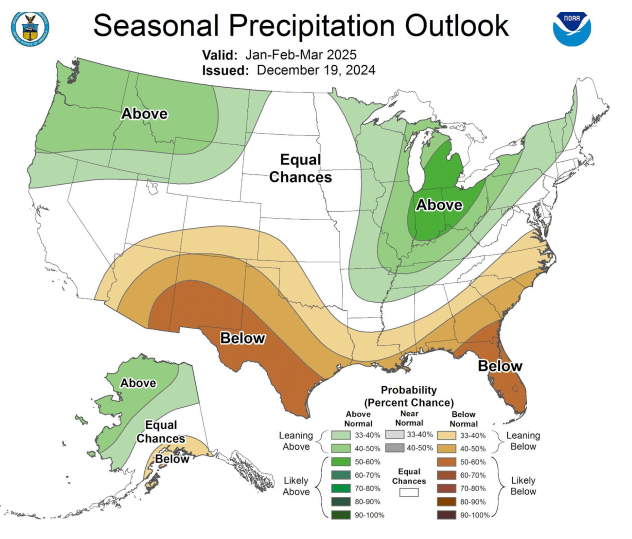 Seasonal Precipitation Outlook
NOAA
Valid: Jan-Feb-Mar 2025
Issued: December 19, 2024
Above
Equal
Chances
Above
Below
Below
Above
Equal
Chances
Below
Probability
(Percent Chance)
Above
Normal
Near
Normal
Below
Normal
Leaning
Above
33-40%
40-50%
33-40%
40-50%
33-40%
40-50%
Leaning
Below
Likely
Above
50-60%
60-70%
70-80%
80-90%
90-100%
Equal
Chances
50-60%
60-70%
70-80%
80-90%
90-100%
Likely
Below